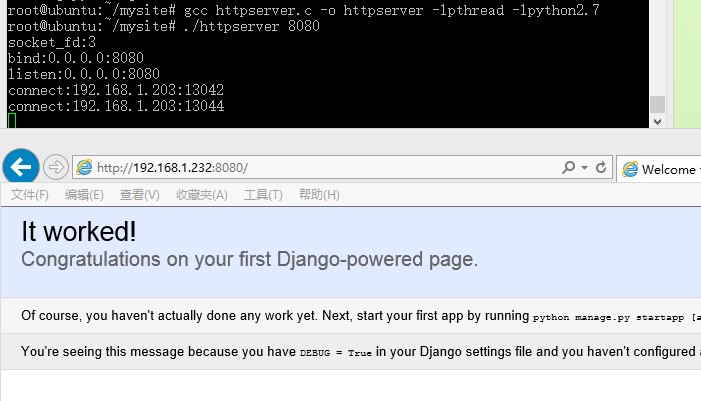 root@ubuntu:~/mysite# gcc httpserver.c -o httpserver -lpthread -lpython2.7
root@ubuntu:~/mysite# ./httpserver 8080
socket_fd:3
bind:0.0.0.0:8080
listen:0.0.0.0:8080
connect:192.168.1.203:13042
connect:192.168.1.203:13044
http://192.168.1.232:8080/ Welcome
文件(F) 编辑(E) 查看(V) 收藏夹(A) 工具(T) 帮助(H)
It worked!
Congratulations on your first Django-powered page.
Of course, you haven't actually done any work yet. Next, start your first app by running python manage.py startapp [a
You're seeing this message because you have DEBUG = True in your Django settings file and you haven't configured